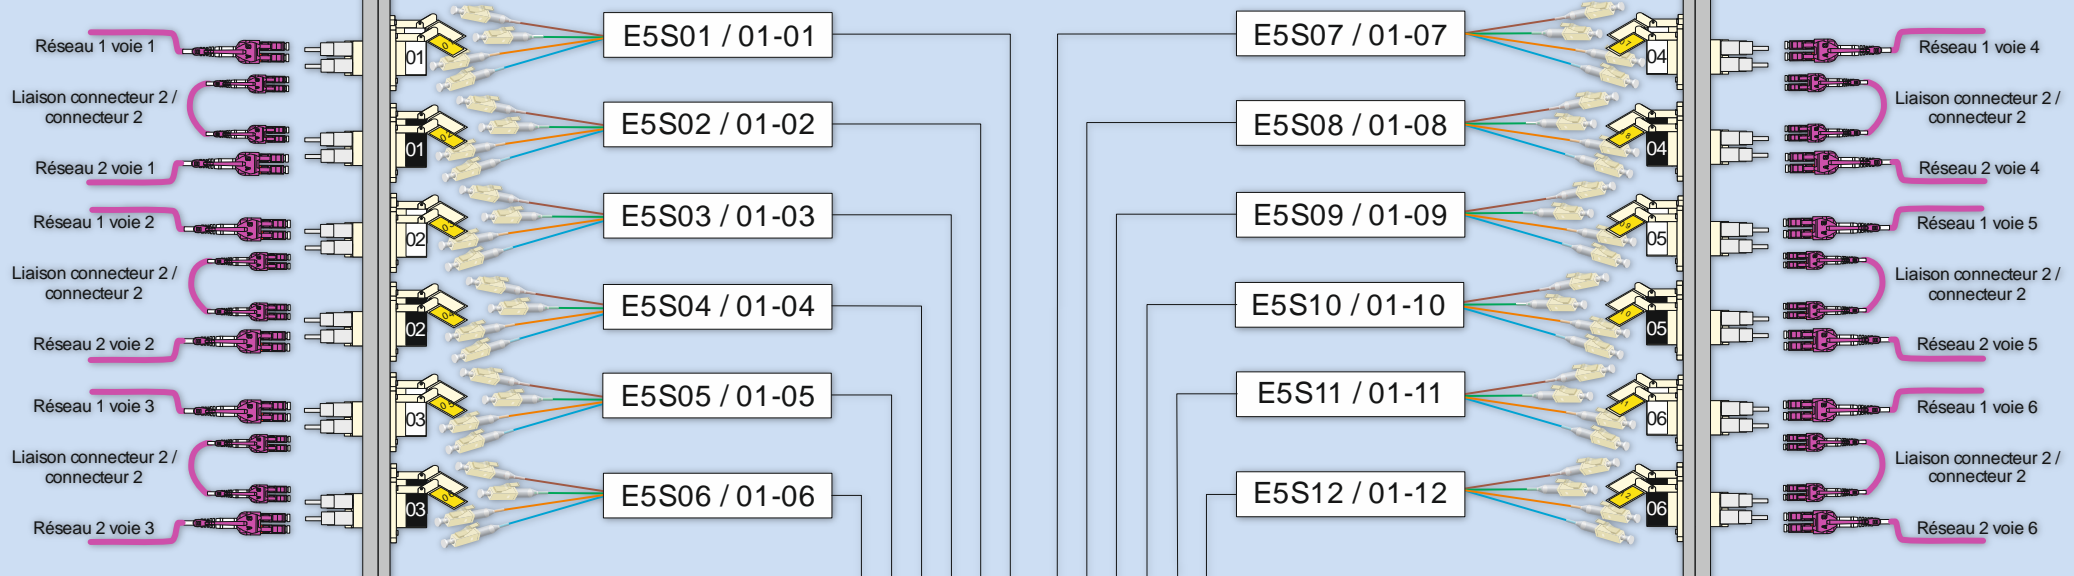 Réseau 1 voie 1
Liaison connecteur 2 /
connecteur 2
Réseau 2 voie 1
Réseau 1 voie 2
Liaison connecteur 2 /
connecteur 2
Réseau 2 voie 2
Réseau 1 voie 3
Liaison connecteur 2 /
connecteur 2
Réseau 2 voie 3
01
01
02
02
03
03
E5S01 / 01-01
E5S02 / 01-02
E5S03 / 01-03
E5S04 / 01-04
E5S05 / 01-05
E5S06 / 01-06
E5S07 / 01-07
E5S08 / 01-08
E5S09 / 01-09
E5S10 / 01-10
E5S11 / 01-11
E5S12 / 01-12
04
04
05
05
06
06
Réseau 1 voie 4
Liaison connecteur 2 /
connecteur 2
Réseau 2 voie 4
Réseau 1 voie 5
Liaison connecteur 2 /
connecteur 2
Réseau 2 voie 5
Réseau 1 voie 6
Liaison connecteur 2 /
connecteur 2
Réseau 2 voie 6